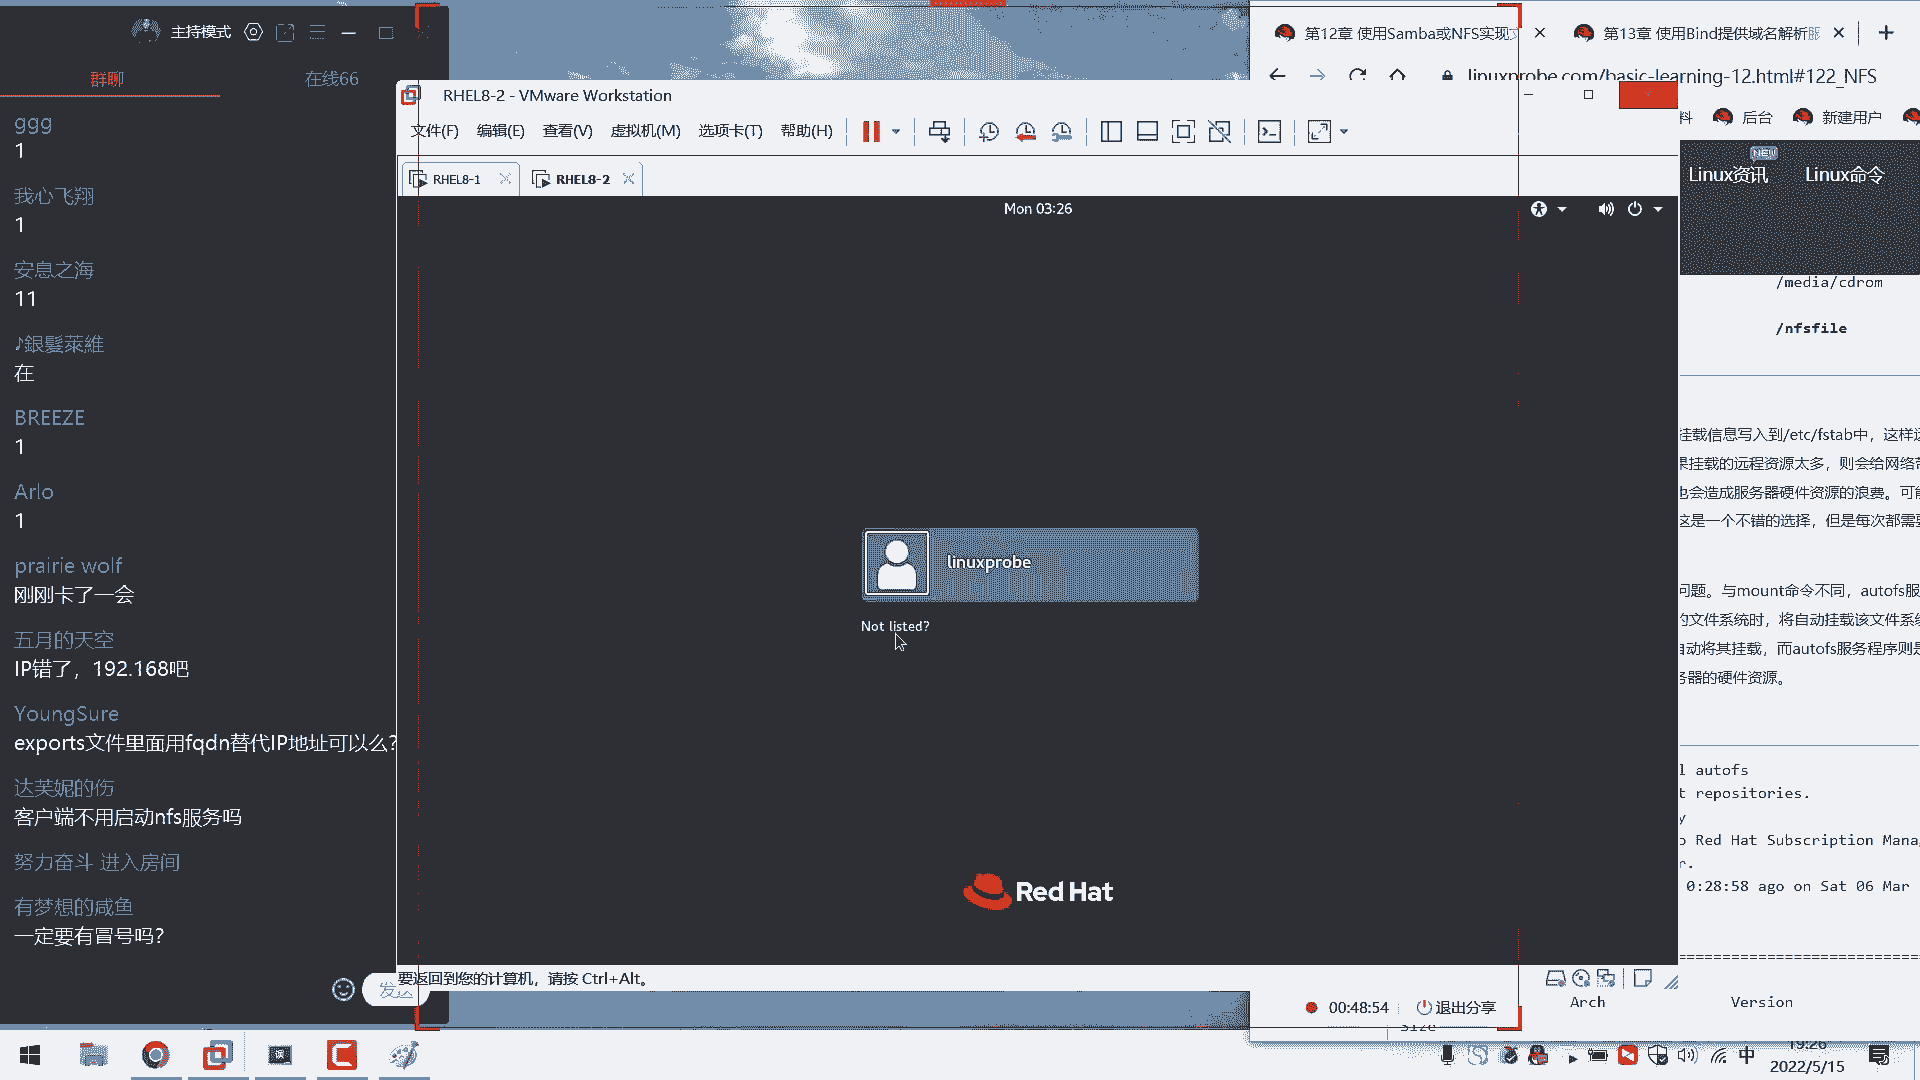 主持模式
群聊
在线66
ggg
1
我心飞翔
1
安息之海
11
♪銀髮萊維
在
BREEZE
1
Arlo
1
prairie wolf
刚刚卡了一会
五月的天空
IP错了，192.168吧
YoungSure
exports文件里面用fqdn替代IP地址可以么?
达芙妮的伤
客户端不用启动nfs服务吗
努力奋斗 进入房间
有梦想的咸鱼
一定要有冒号吗?
发送
RHEL8-2 - VMware Workstation
文件(F) 编辑(E) 查看(V) 虚拟机(M) 选项卡(T) 帮助(H)
RHEL8-1
RHEL8-2
Mon 03:26
linuxprobe
Not listed?
Red Hat
要返回到您的计算机，请按 Ctrl+Alt。
00:48:54
退出分享
第12章 使用Samba或NFS实现
第13章 使用Bind提供域名解析服
linuxprobe.com/basic-learning-12.html#122_NFS
料
后台
新建用户
NEW
Linux资讯
Linux命令
/media/cdrom
/nfsfile
挂载信息写入到/etc/fstab中，这样
果挂载的远程资源太多，则会给网络
也会造成服务器硬件资源的浪费。可
这是一个不错的选择，但是每次都需
问题。与mount命令不同，autofs服
的文件系统时，将自动挂载该文件系
自动将其挂载，而autofs服务程序则
务器的硬件资源。
l autofs
t repositories.
y
o Red Hat Subscription Mana
r.
0:28:58 ago on Sat 06 Mar
Arch
Version
Size
中
19:26
2022/5/15